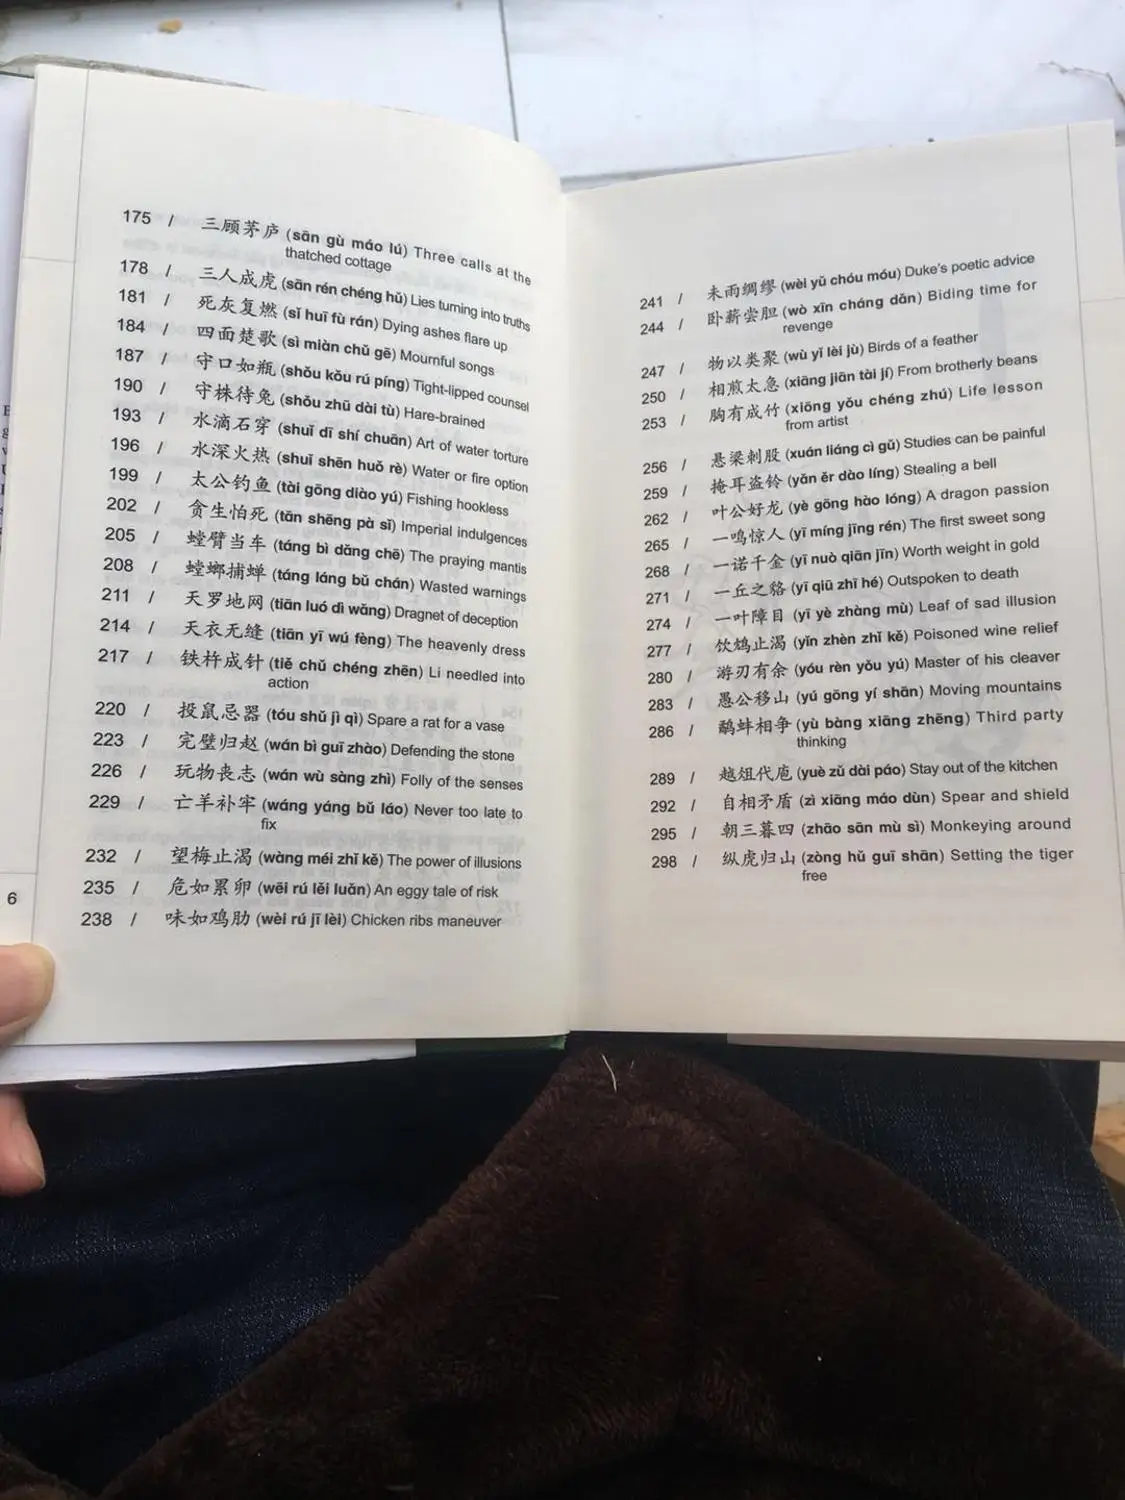 175 / 三顾茅庐 (sān gù máo lú) Three calls at the
thatched cottage
178 / 三人成虎 (sān rén chéng hǔ) Lies turning into truths
181 / 死灰复燃 (sǐ huī fù rán) Dying ashes flare up
184 / 四面楚歌 (sì miàn chǔ gē) Mournful songs
187 / 守口如瓶 (shǒu kǒu rú píng) Tight-lipped counsel
190 / 守株待兔 (shǒu zhū dài tù) Hare-brained
193 / 水滴石穿 (shuǐ dī shí chuān) Art of water torture
196 / 水深火热 (shuǐ shēn huǒ rè) Water or fire option
199 / 太公钓鱼 (tài gōng diào yú) Fishing hookless
202 / 贪生怕死 (tān shēng pà sǐ) Imperial indulgences
205 / 螳臂当车 (táng bì dǎng chē) The praying mantis
208 / 螳螂捕蝉 (táng láng bǔ chán) Wasted warnings
211 / 天罗地网 (tiān luó dì wǎng) Dragnet of deception
214 / 天衣无缝 (tiān yī wú fèng) The heavenly dress
217 / 铁杵成针 (tiě chǔ chéng zhēn) Li needled into
action
220 / 投鼠忌器 (tóu shǔ jì qì) Spare a rat for a vase
223 / 完璧归赵 (wán bì guī zhào) Defending the stone
226 / 玩物丧志 (wán wù sàng zhì) Folly of the senses
229 / 亡羊补牢 (wáng yáng bǔ láo) Never too late to
fix
232 / 望梅止渴 (wàng méi zhǐ kě) The power of illusions
235 / 危如累卵 (wēi rú lěi luǎn) An eggy tale of risk
238 / 味如鸡肋 (wèi rú jī lèi) Chicken ribs maneuver
6
241 / 未雨绸缪 (wèi yǔ chóu móu) Duke's poetic advice
244 / 卧薪尝胆 (wò xīn cháng dǎn) Biding time for
revenge
247 / 物以类聚 (wù yǐ lèi jù) Birds of a feather
250 / 相煎太急 (xiāng jiān tài jí) From brotherly beans
253 / 胸有成竹 (xiōng yǒu chéng zhú) Life lesson
from artist
256 / 悬梁刺股 (xuán liáng cì gǔ) Studies can be painful
259 / 掩耳盗铃 (yǎn ěr dào líng) Stealing a bell
262 / 叶公好龙 (yè gōng hào lóng) A dragon passion
265 / 一鸣惊人 (yī míng jīng rén) The first sweet song
268 / 一诺千金 (yī nuò qiān jīn) Worth weight in gold
271 / 一丘之貉 (yī qiū zhī hé) Outspoken to death
274 / 一叶障目 (yī yè zhàng mù) Leaf of sad illusion
277 / 饮鸩止渴 (yǐn zhèn zhǐ kě) Poisoned wine relief
280 / 游刃有余 (yóu rèn yǒu yú) Master of his cleaver
283 / 愚公移山 (yú gōng yí shān) Moving mountains
286 / 鹬蚌相争 (yù bàng xiāng zhēng) Third party
thinking
289 / 越俎代庖 (yuè zǔ dài páo) Stay out of the kitchen
292 / 自相矛盾 (zì xiāng máo dùn) Spear and shield
295 / 朝三暮四 (zhāo sān mù sì) Monkeying around
298 / 纵虎归山 (zòng hǔ guī shān) Setting the tiger
free